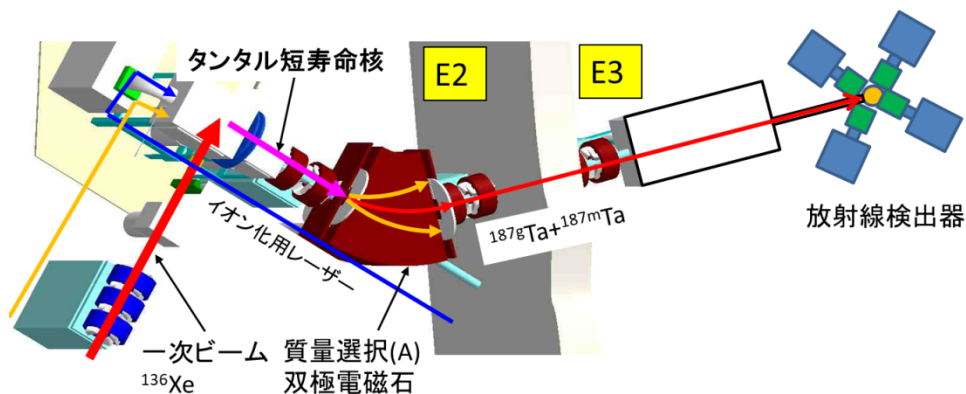 タンタル短寿命核
E2
E3
イオン化用レーザー
187gTa+187mTa
放射線検出器
一次ビーム
136Xe
質量選択(A)
双極電磁石